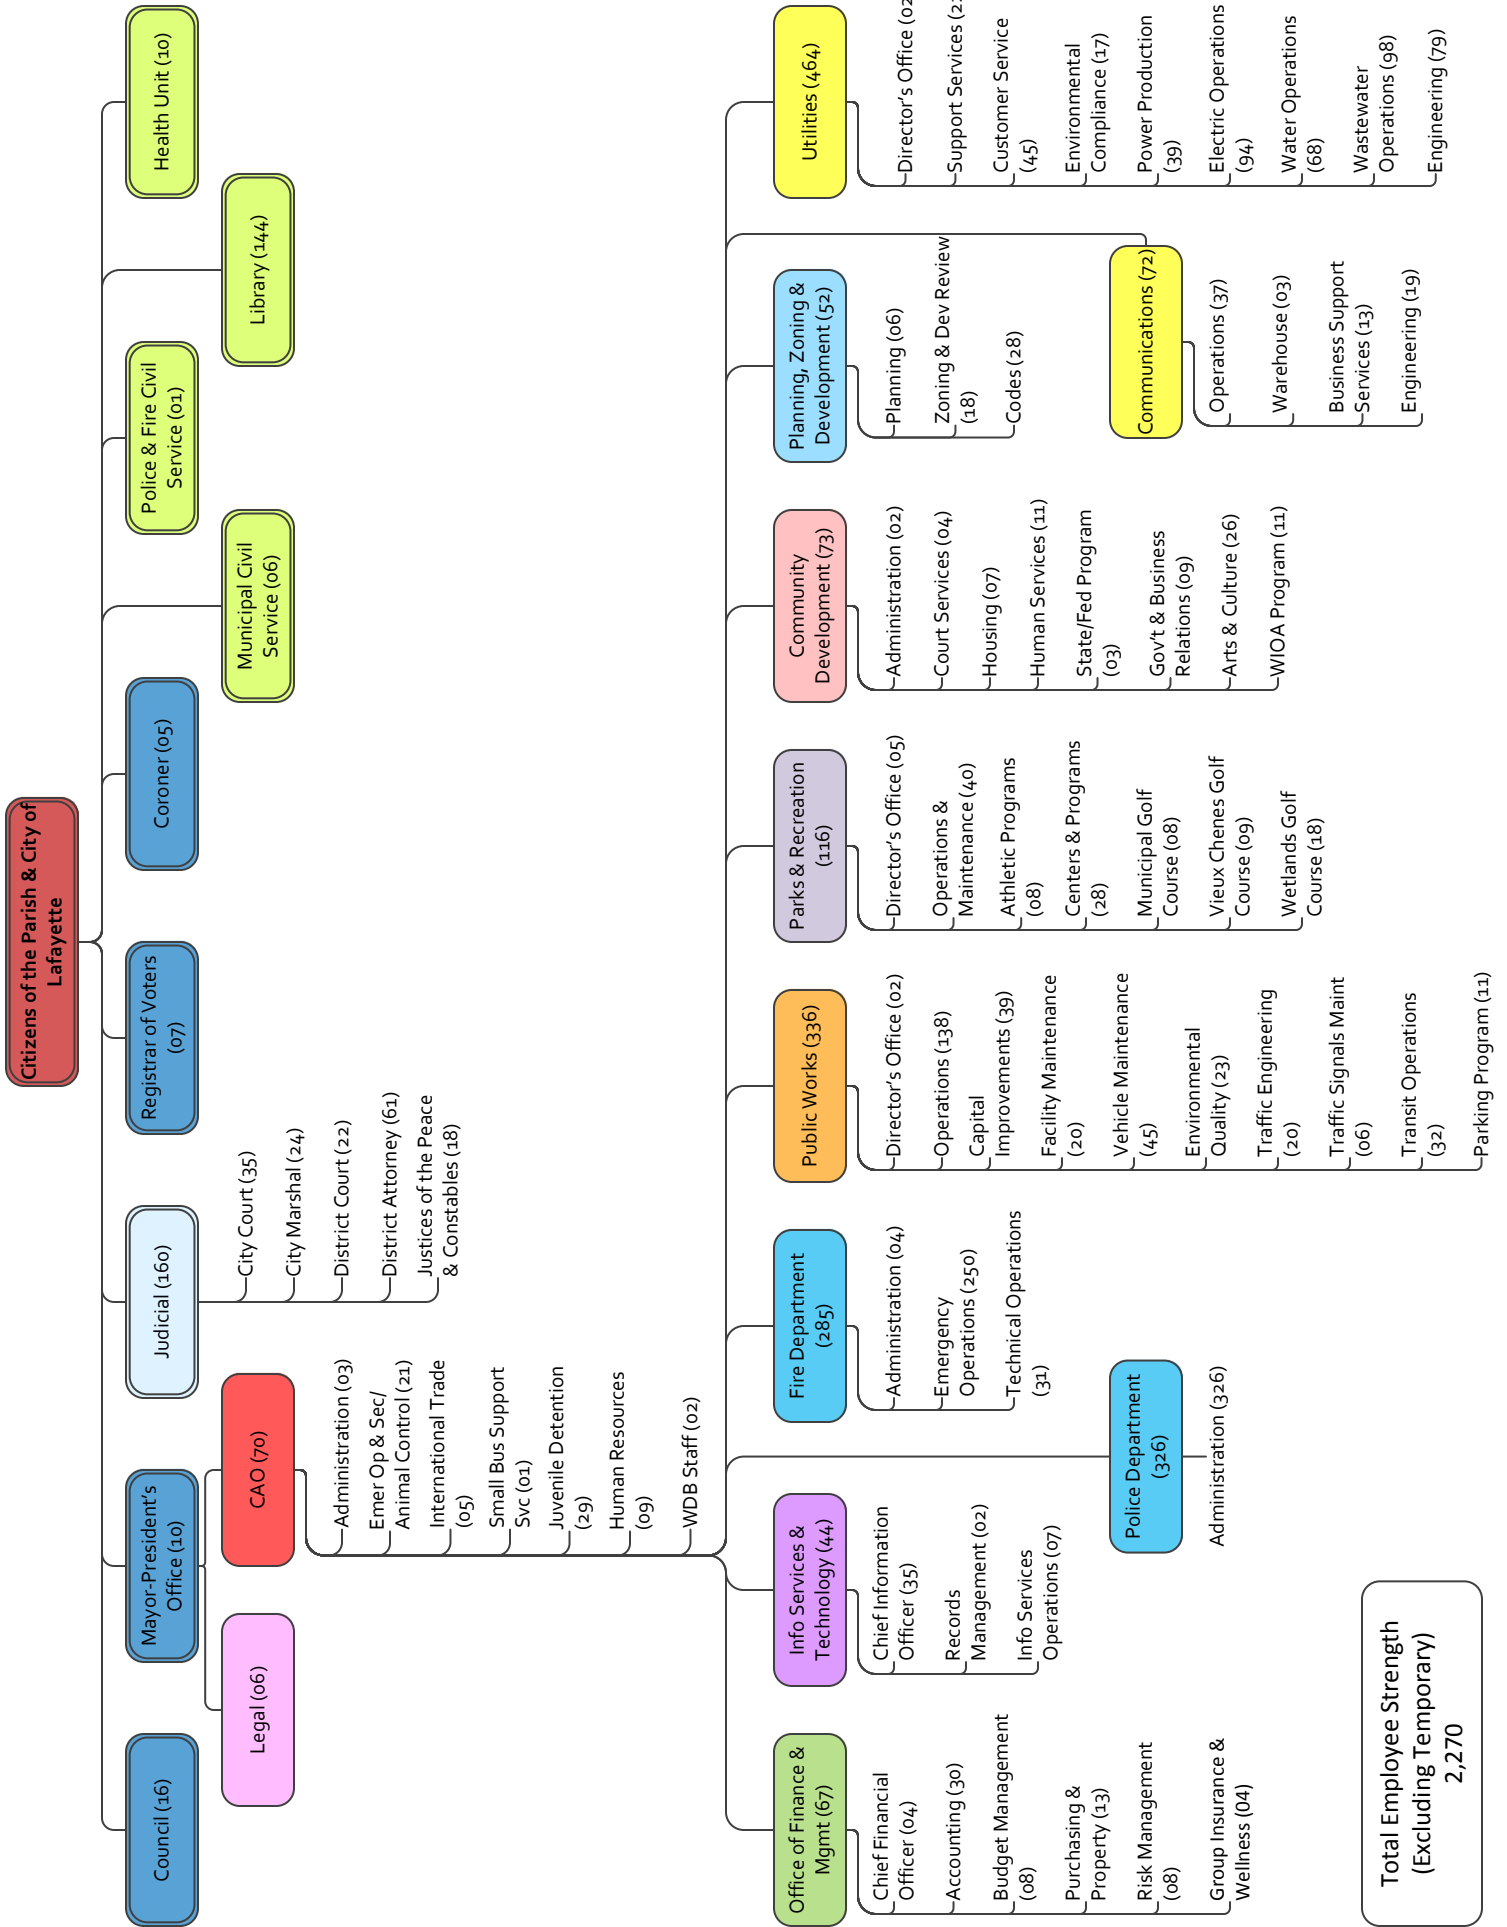 Citizens of the Parish & City of
Lafayette
Council (16)
Mayor-President's
Office (10)
Judicial (160)
Registrar of Voters
(07)
Coroner (05)
Police & Fire Civil
Service (01)
Health Unit (10)
Legal (06)
CAO (70)
Municipal Civil
Service (06)
Library (144)
City Court (35)
City Marshal (24)
District Court (22)
District Attorney (61)
Justices of the Peace
& Constables (18)
Administration (03)
Emer Op & Sec/
Animal Control (21)
International Trade
(05)
Small Bus Support
Svc (01)
Juvenile Detention
(29)
Human Resources
(09)
WDB Staff (02)
Office of Finance &
Mgmt (67)
Chief Financial
Officer (04)
Accounting (30)
Budget Management
(08)
Purchasing &
Property (13)
Risk Management
(08)
Group Insurance &
Wellness (04)
Info Services &
Technology (44)
Chief Information
Officer (35)
Records
Management (02)
Info Services
Operations (07)
Police Department
(326)
Administration (326)
Fire Department
(285)
Administration (04)
Emergency
Operations (250)
Technical Operations
(31)
Public Works (336)
Director's Office (02)
Operations (138)
Capital
Improvements (39)
Facility Maintenance
(20)
Vehicle Maintenance
(45)
Environmental
Quality (23)
Traffic Engineering
(20)
Traffic Signals Maint
(06)
Transit Operations
(32)
Parking Program (11)
Parks & Recreation
(116)
Director's Office (05)
Operations &
Maintenance (40)
Athletic Programs
(08)
Centers & Programs
(28)
Municipal Golf
Course (08)
Vieux Chenes Golf
Course (09)
Wetlands Golf
Course (18)
Community
Development (73)
Administration (02)
Court Services (04)
Housing (07)
Human Services (11)
State/Fed Program
(03)
Gov't & Business
Relations (09)
Arts & Culture (26)
WIOA Program (11)
Planning, Zoning &
Development (52)
Planning (06)
Zoning & Dev Review
(18)
Codes (28)
Communications (72)
Operations (37)
Warehouse (03)
Business Support
Services (13)
Engineering (19)
Utilities (464)
Director's Office (02
Support Services
Customer Service
(45)
Environmental
Compliance (17)
Power Production
(39)
Electric Operations
(94)
Water Operations
(68)
Wastewater
Operations (98)
Engineering (79)
Total Employee Strength
(Excluding Temporary)
2,270